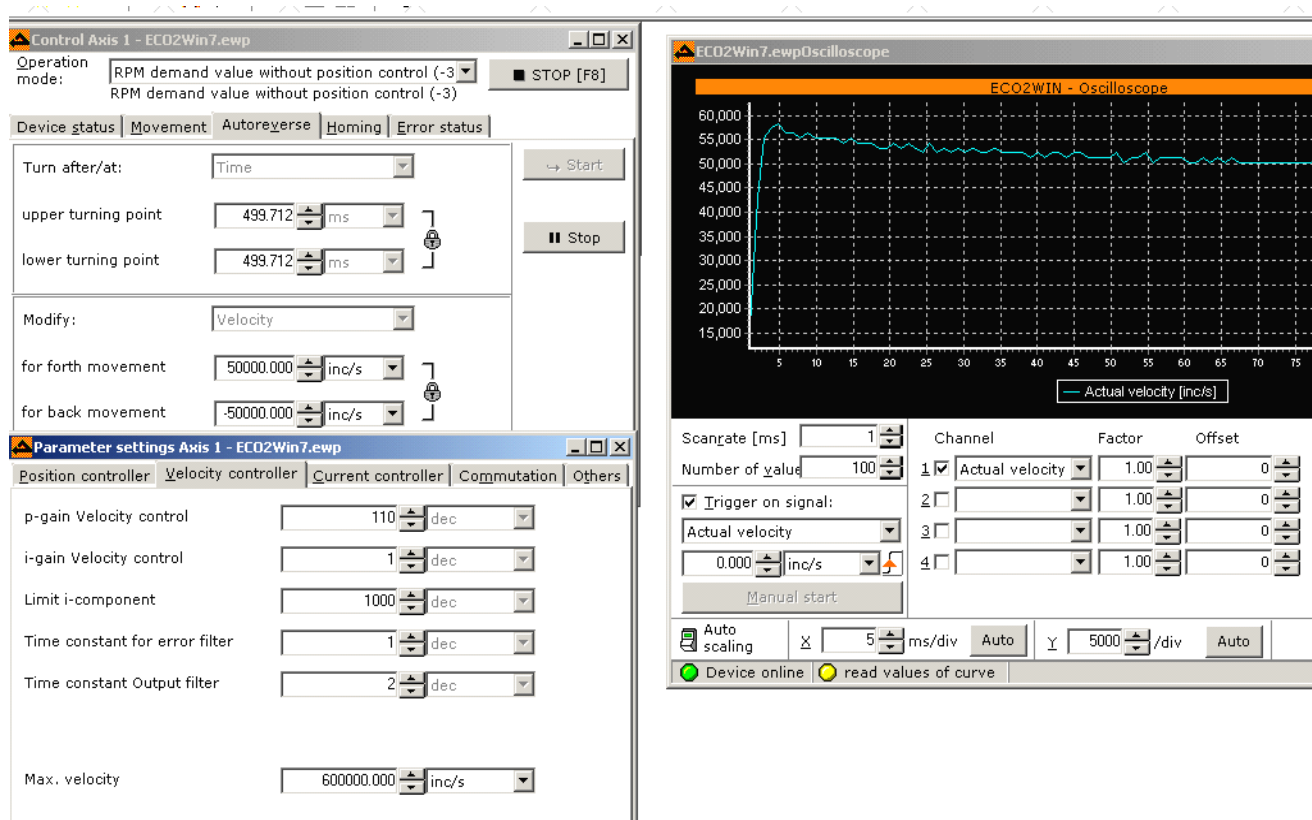 Control Axis 1 - ECO2Win7.ewp
Operation mode:
RPM demand value without position control (-3
STOP [F8]
RPM demand value without position control (-3)
Device status Movement Autoreverse Homing Error status
Turn after/at: Time
Start
upper turning point 499.712 ms
Stop
lower turning point 499.712 ms
Modify: Velocity
for forth movement 50000.000 inc/s
for back movement -50000.000 inc/s
Parameter settings Axis 1 - ECO2Win7.ewp
Position controller Velocity controller Current controller Commutation Others
p-gain Velocity control 110 dec
i-gain Velocity control 1 dec
Limit i-component 1000 dec
Time constant for error filter 1 dec
Time constant Output filter 2 dec
Max. velocity 600000.000 inc/s
ECO2Win7.ewpOscilloscope
ECO2WIN - Oscilloscope
60,000
55,000
50,000
45,000
40,000
35,000
30,000
25,000
20,000
15,000
5 10 15 20 25 30 35 40 45 50 55 60 65 70 75
Actual velocity [inc/s]
Scanrate [ms] 1 Channel Factor Offset
Number of value 100 1 Actual velocity 1.00 0
Trigger on signal: 2 1.00 0
Actual velocity 3 1.00 0
0.000 inc/s 4 1.00 0
Manual start
Auto scaling X 5 ms/div Auto Y 5000 /div Auto
Device online read values of curve